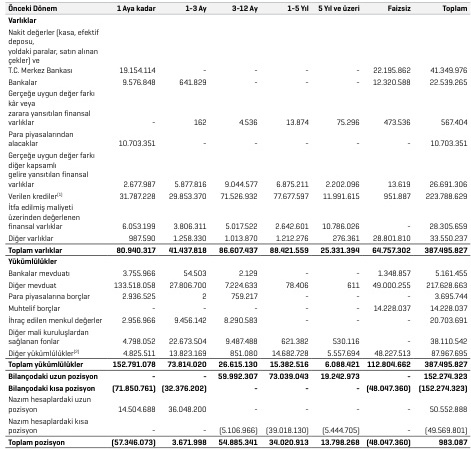 Önceki Dönem 1 Aya kadar 1-3 Ay 3-12 Ay 1-5 Yıl 5 Yıl ve üzeri Faizsiz Toplam
Varlıklar
Nakit değerler (kasa, efektif
deposu,
yoldaki paralar, satın alınan
çekler) ve
T.C. Merkez Bankası 19.154.114 - - - - 22.195.862 41.349.976
Bankalar 9.576.848 641.829 - - - 12.320.588 22.539.265
Gerçeğe uygun değer farkı
kâr veya
zarara yansıtılan finansal
varlıklar - 162 4.536 13.874 75.296 473.536 567.404
Para piyasalarından
alacaklar 10.703.351 - - - - - 10.703.351
Gerçeğe uygun değer farkı
diğer kapsamlı
gelire yansıtılan finansal
varlıklar 2.677.987 5.877.816 9.044.577 6.875.211 2.202.096 13.619 26.691.306
Verilen krediler(1) 31.787.228 29.853.370 71.526.932 77.677.597 11.991.615 951.887 223.788.629
İtfa edilmiş maliyeti
üzerinden değerlenen
finansal varlıklar 6.053.199 3.806.311 5.017.522 2.642.601 10.786.026 - 28.305.659
Diğer varlıklar 987.590 1.258.330 1.013.870 1.212.276 276.361 28.801.810 33.550.237
Toplam varlıklar 80.940.317 41.437.818 86.607.437 88.421.559 25.331.394 64.757.302 387.495.827
Yükümlülükler
Bankalar mevduatı 3.755.966 54.503 2.129 - - 1.348.857 5.161.455
Diğer mevduat 133.518.058 27.806.700 7.224.633 78.406 611 49.000.255 217.628.663
Para piyasalarına borçlar 2.936.525 2 759.217 - - - 3.695.744
Muhtelif borçlar - - - - - 14.228.037 14.228.037
İhraç edilen menkul değerler 2.956.966 9.456.142 8.290.583 - - - 20.703.691
Diğer mali kuruluşlardan
sağlanan fonlar 4.798.052 22.673.504 9.487.488 621.382 530.116 - 38.110.542
Diğer yükümlülükler(2) 4.825.511 13.823.169 851.080 14.682.728 5.557.694 48.227.513 87.967.695
Toplam yükümlülükler 152.791.078 73.814.020 26.615.130 15.382.516 6.088.421 112.804.662 387.495.827
Bilançodaki uzun pozisyon - - 59.992.307 73.039.043 19.242.973 - 152.274.323
Bilançodaki kısa pozisyon (71.850.761) (32.376.202) - - - (48.047.360) (152.274.323)
Nazım hesaplardaki uzun
pozisyon 14.504.688 36.048.200 - - - - 50.552.888
Nazım hesaplardaki kısa
pozisyon - - (5.106.966) (39.018.130) (5.444.705) - (49.569.801)
Toplam pozisyon (57.346.073) 3.671.998 54.885.341 34.020.913 13.798.268 (48.047.360) 983.087